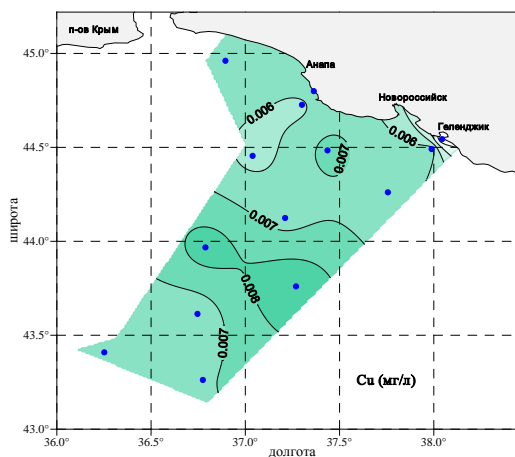 п-ов Крым
45.0°
Анапа
0.006
Новороссийск
0.006
Геленджик
44.5°
0.007
широта
0.007
44.0°
0.008
43.5°
0.007
Cu (мг/л)
43.0°
36.0° 36.5° 37.0° 37.5° 38.0°
долгота